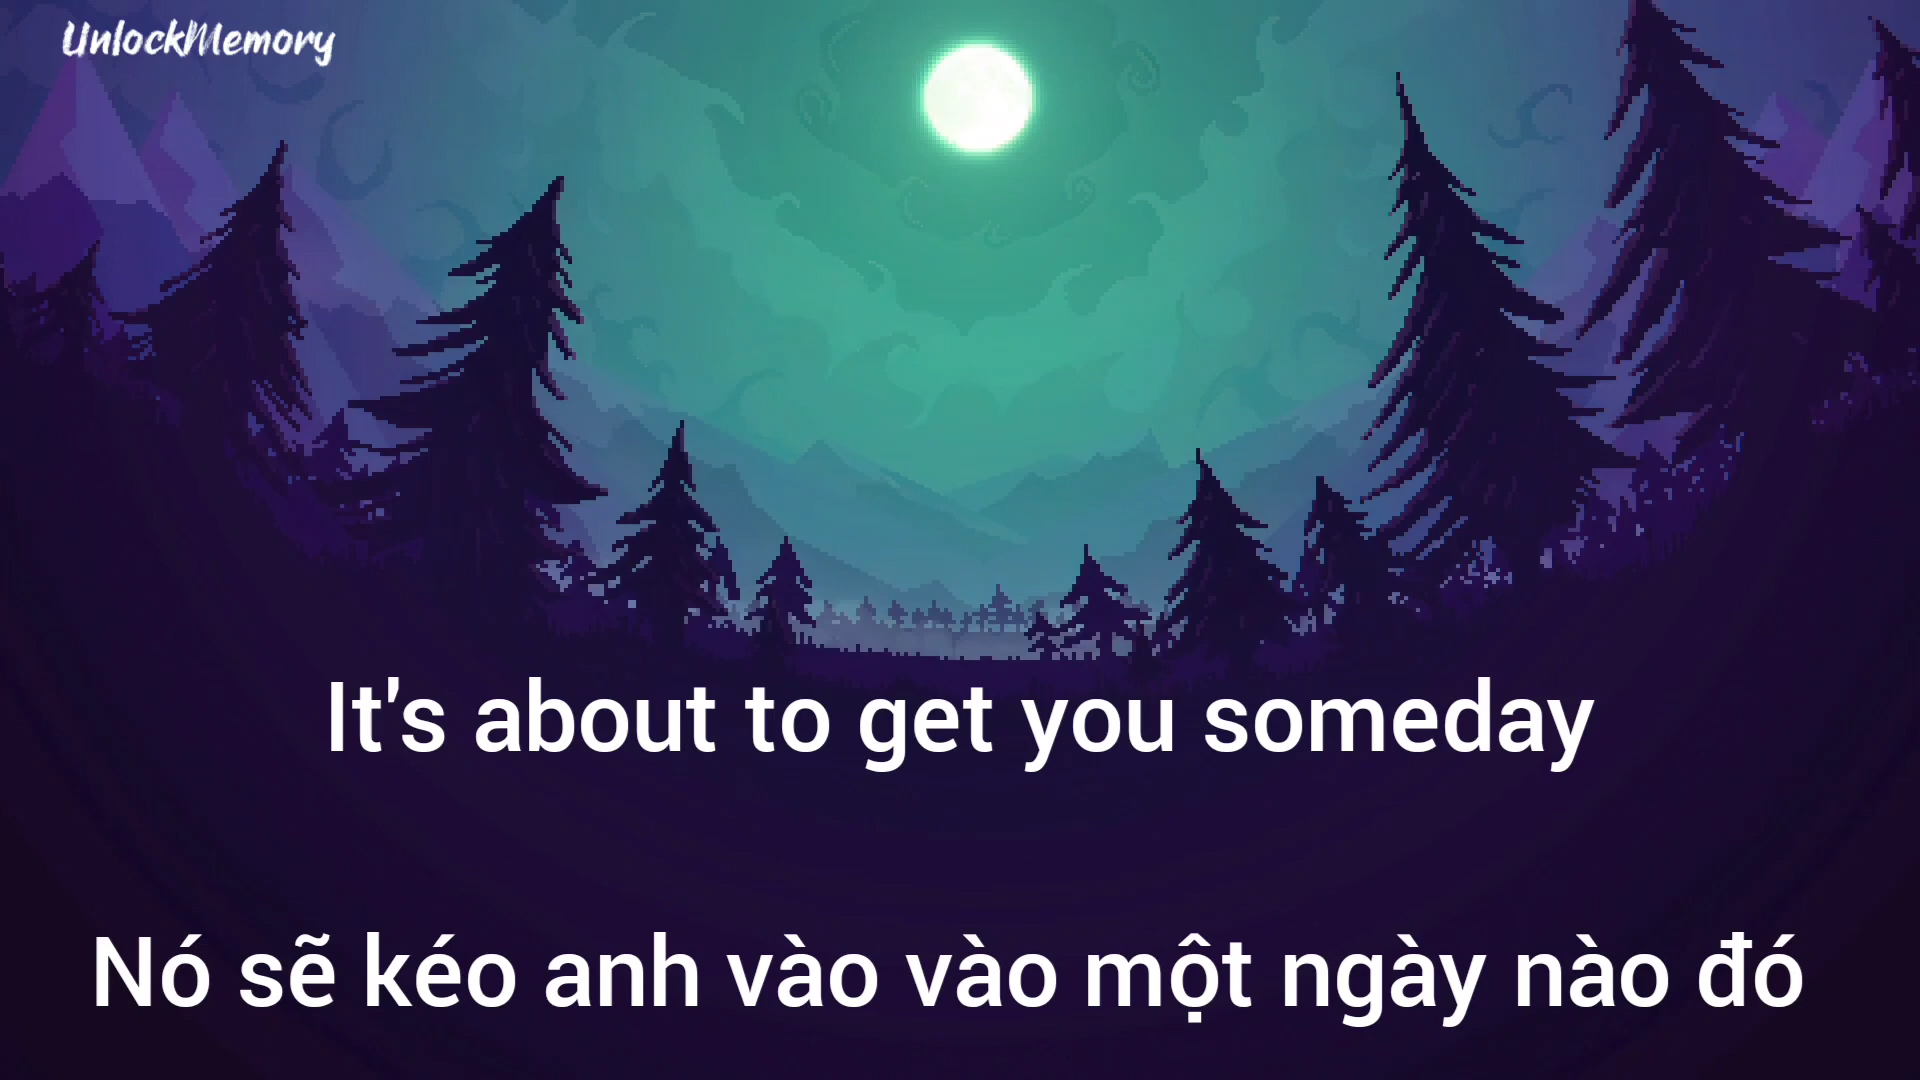 UnlockMemory
It's about to get you someday
Nó sẽ kéo anh vào vào một ngày nào đó